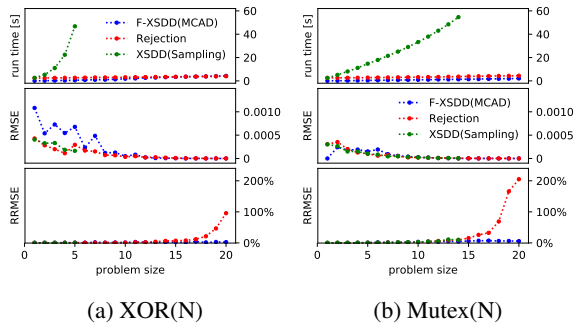 60
40
20
0
run time [s]
F-XSDD(MCAD)
Rejection
XSDD(Sampling)
0.0010
0.0005
0
RMSE
200%
100%
0%
RRMSE
0 5 10 15 20
problem size
(a) XOR(N)
60
40
20
0
run time [s]
0.0010
0.0005
0
RMSE
F-XSDD(MCAD)
Rejection
XSDD(Sampling)
200%
100%
0%
RRMSE
0 5 10 15 20
problem size
(b) Mutex(N)